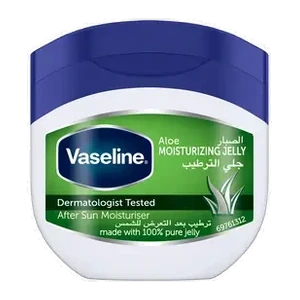 Aloe الصبار
MOISTURIZING JELLY
جلي الترطيب
Vaseline.
Dermatologist Tested
After Sun Moisturiser ترطيب بعد التعرض للشمس
made with 100% pure jelly
69761312